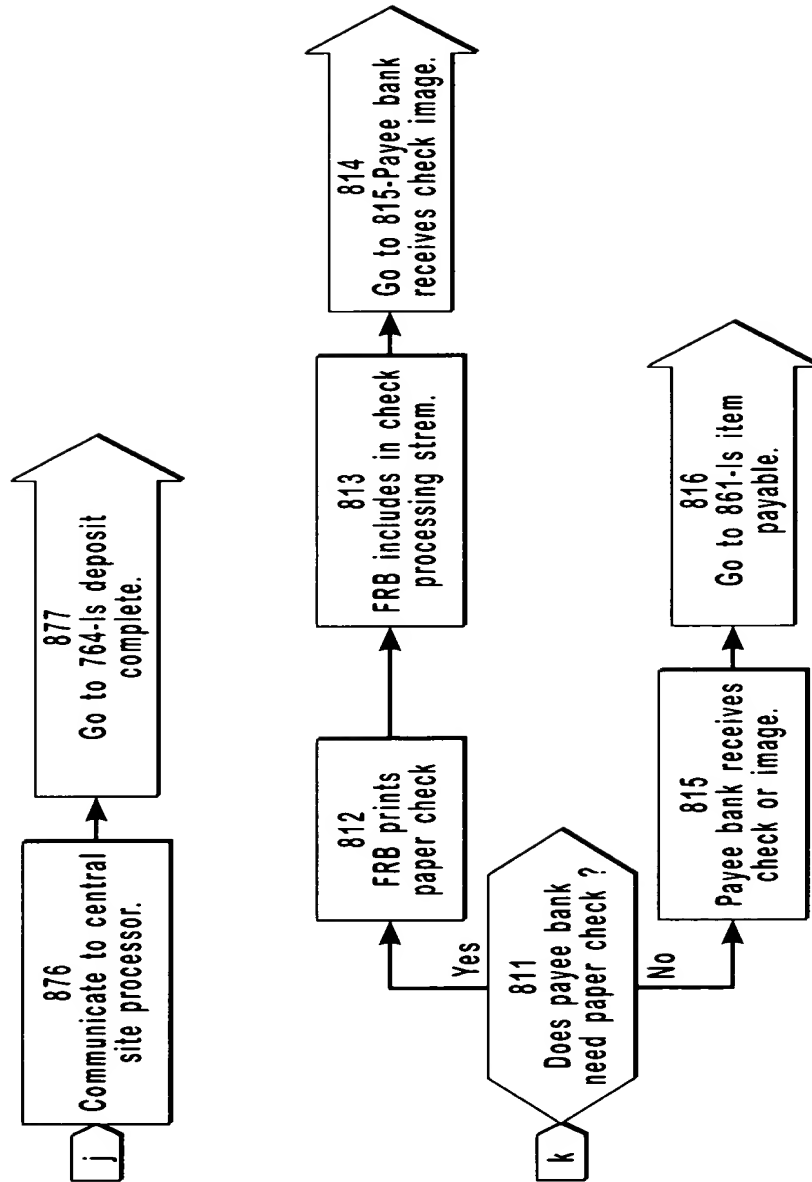 j
876
Communicate to central
site processor.
877
Go to 764-Is deposit
complete.
k
811
Does payee bank
need paper check ?
Yes
812
FRB prints
paper check
813
FRB includes in check
processing strem.
814
Go to 815-Payee bank
receives check image.
No
815
Payee bank receives
check or image.
816
Go to 861-Is item
payable.